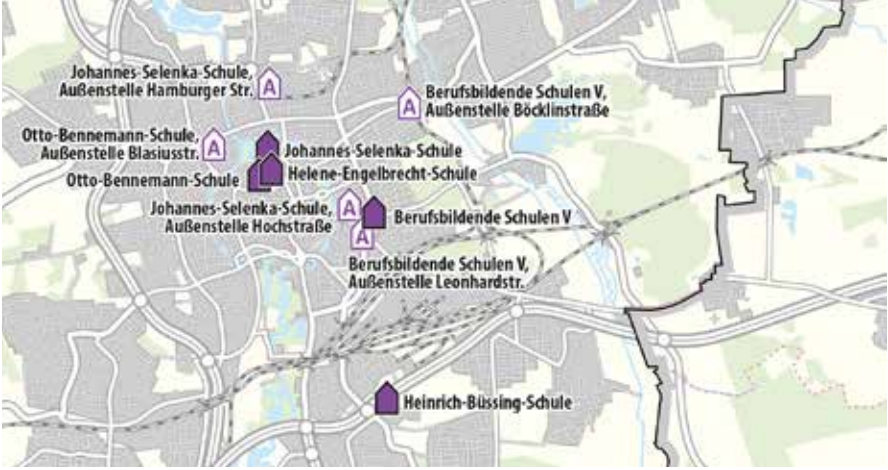 Johannes-Selenka-Schule,
Außenstelle Hamburger Str.
A
A
Berufsbildende Schulen V,
Außenstelle Böcklinstraße
Otto-Bennemann-Schule,
Außenstelle Blasiusstr.
A
Johannes-Selenka-Schule
Otto-Bennemann-Schule
Helene-Engelbrecht-Schule
Johannes-Selenka-Schule,
Außenstelle Hochstraße
A
Berufsbildende Schulen V
A
Berufsbildende Schulen V,
Außenstelle Leonhardstr.
Heinrich-Büssing-Schule